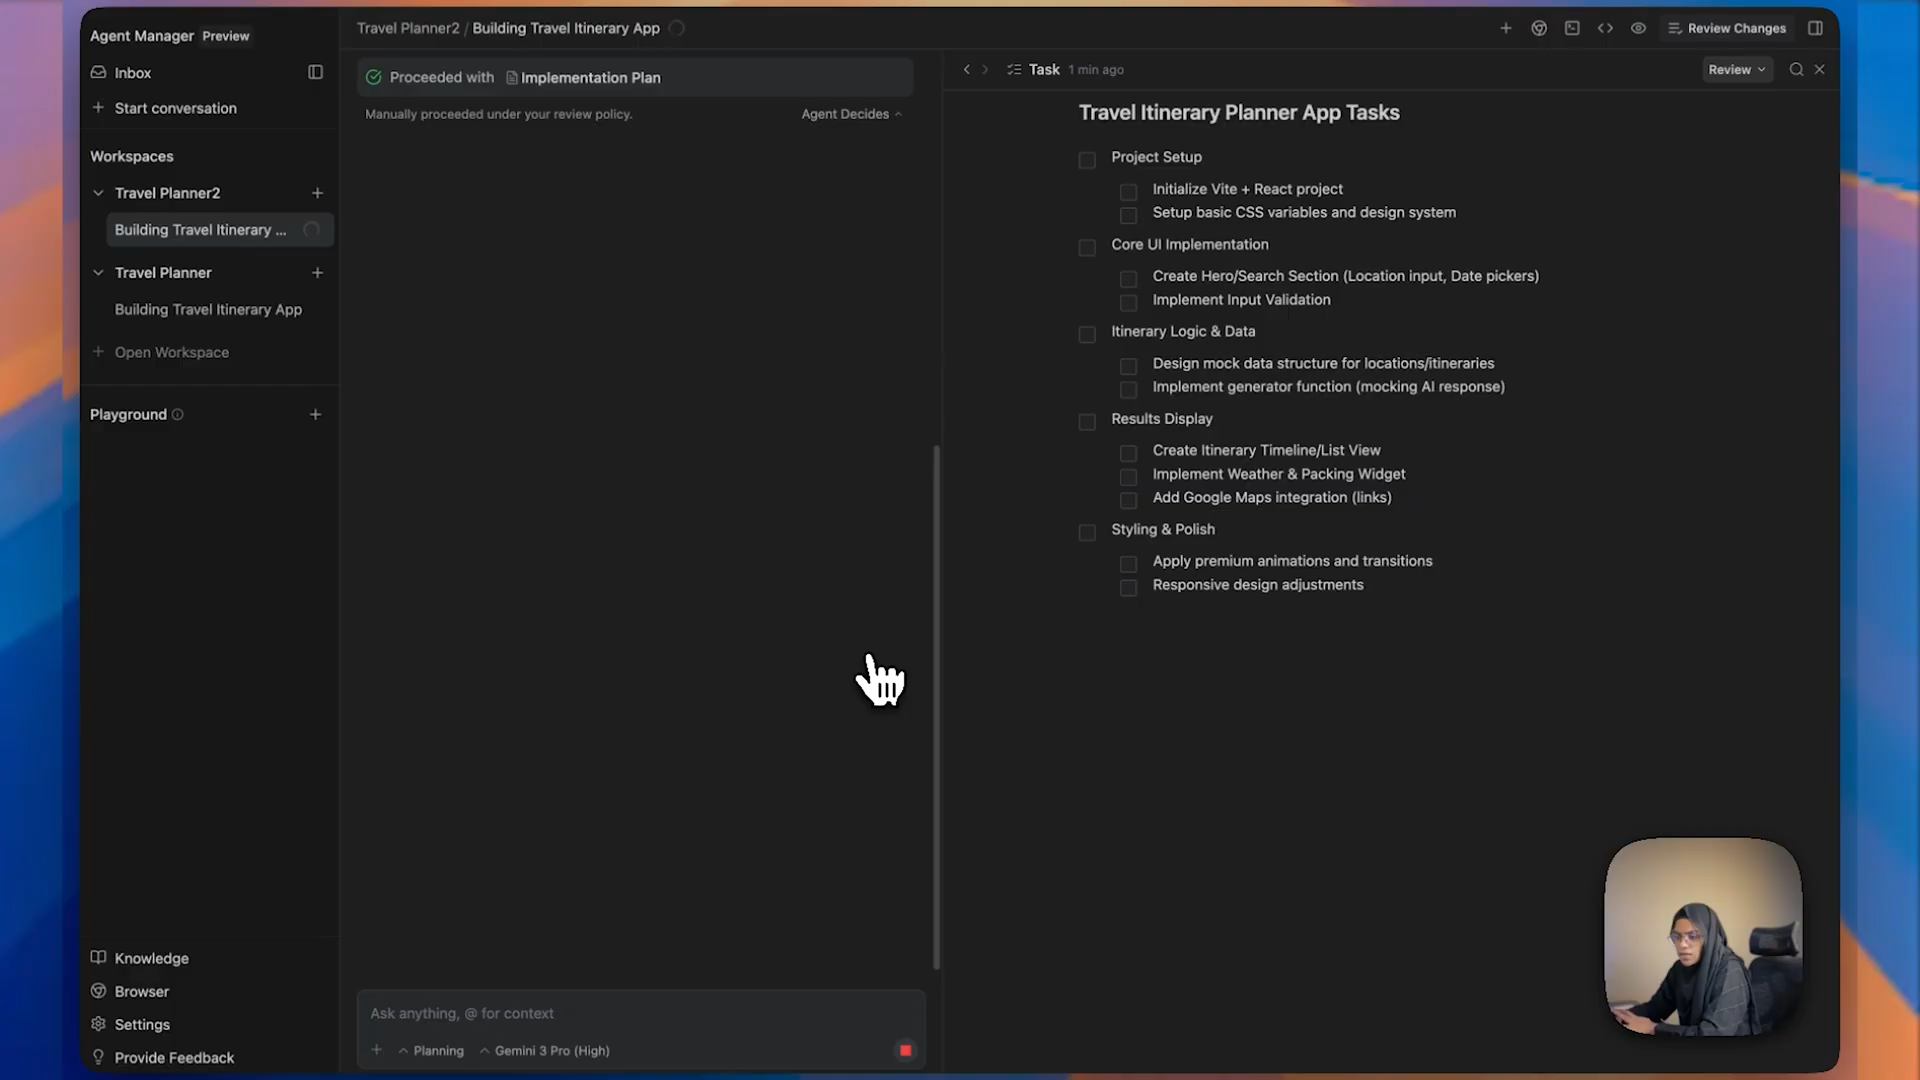 Agent Manager Preview
Inbox
Start conversation
Workspaces
Travel Planner2
Building Travel Itinerary ...
Travel Planner
Building Travel Itinerary App
Open Workspace
Playground
Knowledge
Browser
Settings
Provide Feedback
Travel Planner2 / Building Travel Itinerary App
Review Changes
Proceeded with Implementation Plan
Manually proceeded under your review policy.
Agent Decides
Ask anything, @ for context
Planning
Gemini 3 Pro (High)
Task 1 min ago
Review
Travel Itinerary Planner App Tasks
Project Setup
Initialize Vite + React project
Setup basic CSS variables and design system
Core UI Implementation
Create Hero/Search Section (Location input, Date pickers)
Implement Input Validation
Itinerary Logic & Data
Design mock data structure for locations/itineraries
Implement generator function (mocking AI response)
Results Display
Create Itinerary Timeline/List View
Implement Weather & Packing Widget
Add Google Maps integration (links)
Styling & Polish
Apply premium animations and transitions
Responsive design adjustments